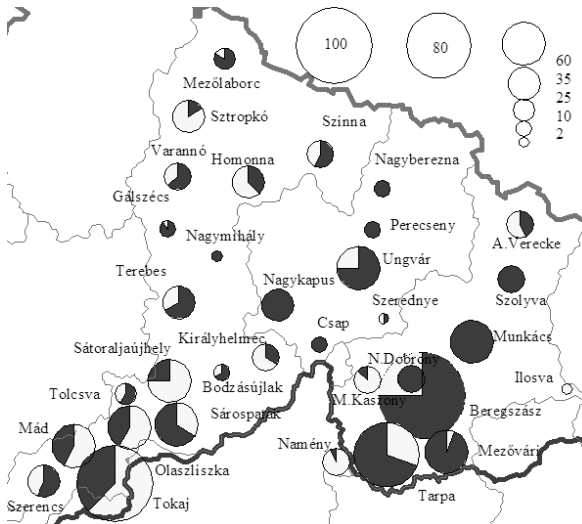 100
80
60
35
25
10
2
Mezőlaborc
Sztropkó
Szinna
Varannó
Homonna
Nagyberezna
Gálszécs
Nagymihály
Perecseny
A.Verecke
Ungvár
Terebes
Nagykapus
Szerédnye
Szolyva
Királyhelmec
Csap
Munkács
Sátoraljaújhely
N.Dobrony
Bodzásújlak
Ilosva
Tolcsva
M.Kaszony
Sárospatak
Beregszász
Mád
Namény
Mezővári
Olaszliszka
Szerencs
Tokaj
Tarpa